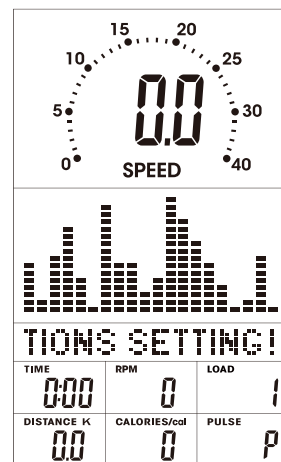 15 20
10 25
5 0.0 30
0 SPEED 40
TIONS SETTING!
TIME RPM LOAD
0:00 0 1
DISTANCE K CALORIES/cal PULSE
0.0 0 P